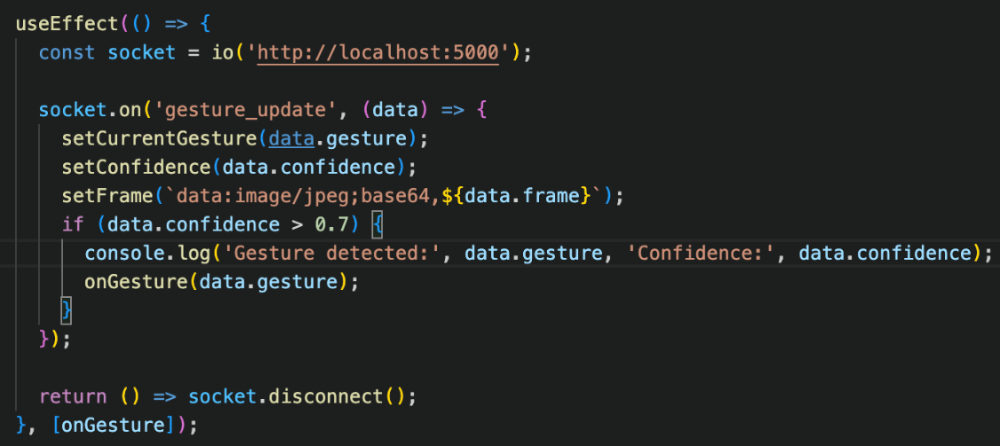 useEffect(() => {
  const socket = io('http://localhost:5000');

  socket.on('gesture_update', (data) => {
    setCurrentGesture(data.gesture);
    setConfidence(data.confidence);
    setFrame(`data:image/jpeg;base64,${data.frame}`);
    if (data.confidence > 0.7) {
      console.log('Gesture detected:', data.gesture, 'Confidence:', data.confidence);
      onGesture(data.gesture);
    }
  });

  return () => socket.disconnect();
}, [onGesture]);